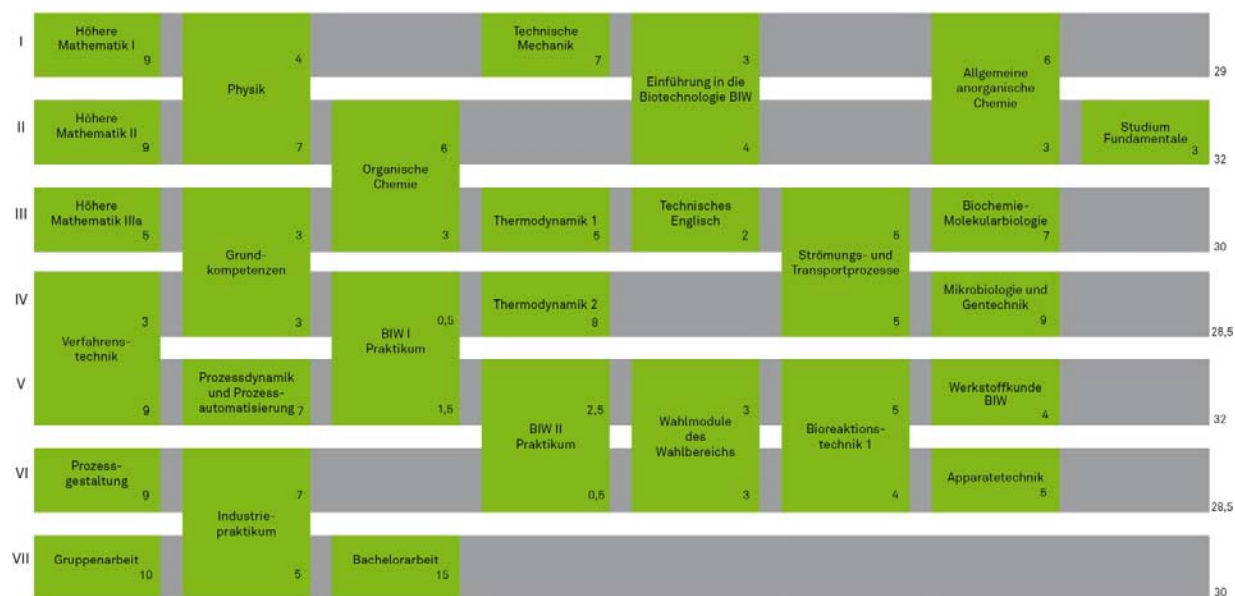 I
Höhere
Mathematik I
9
4
Physik
7
Technische
Mechanik
7
3
Einführung in die
Biotechnologie BIW
4
6
Allgemeine
anorganische
Chemie
3
29
II
Höhere
Mathematik II
9
6
Organische
Chemie
3
Studium
Fundamentale
3
32
III
Höhere
Mathematik IIIa
5
3
Grund-
kompetenzen
3
Thermodynamik 1
5
Technisches
Englisch
2
5
Strömungs- und
Transportprozesse
5
Biochemie-
Molekularbiologie
7
30
IV
3
Verfahrens-
technik
9
0,5
BIW I
Praktikum
1,5
Thermodynamik 2
8
Mikrobiologie und
Gentechnik
9
28,5
V
Prozessdynamik
und Prozess-
automatisierung 7
2,5
BIW II
Praktikum
0,5
3
Wahlmodule
des
Wahlbereichs
3
5
Bioreaktions-
technik 1
4
Werkstoffkunde
BIW
4
32
VI
Prozess-
gestaltung
9
7
Industrie-
praktikum
5
Apparatetechnik
5
28,5
VII
Gruppenarbeit
10
Bachelorarbeit
15
30